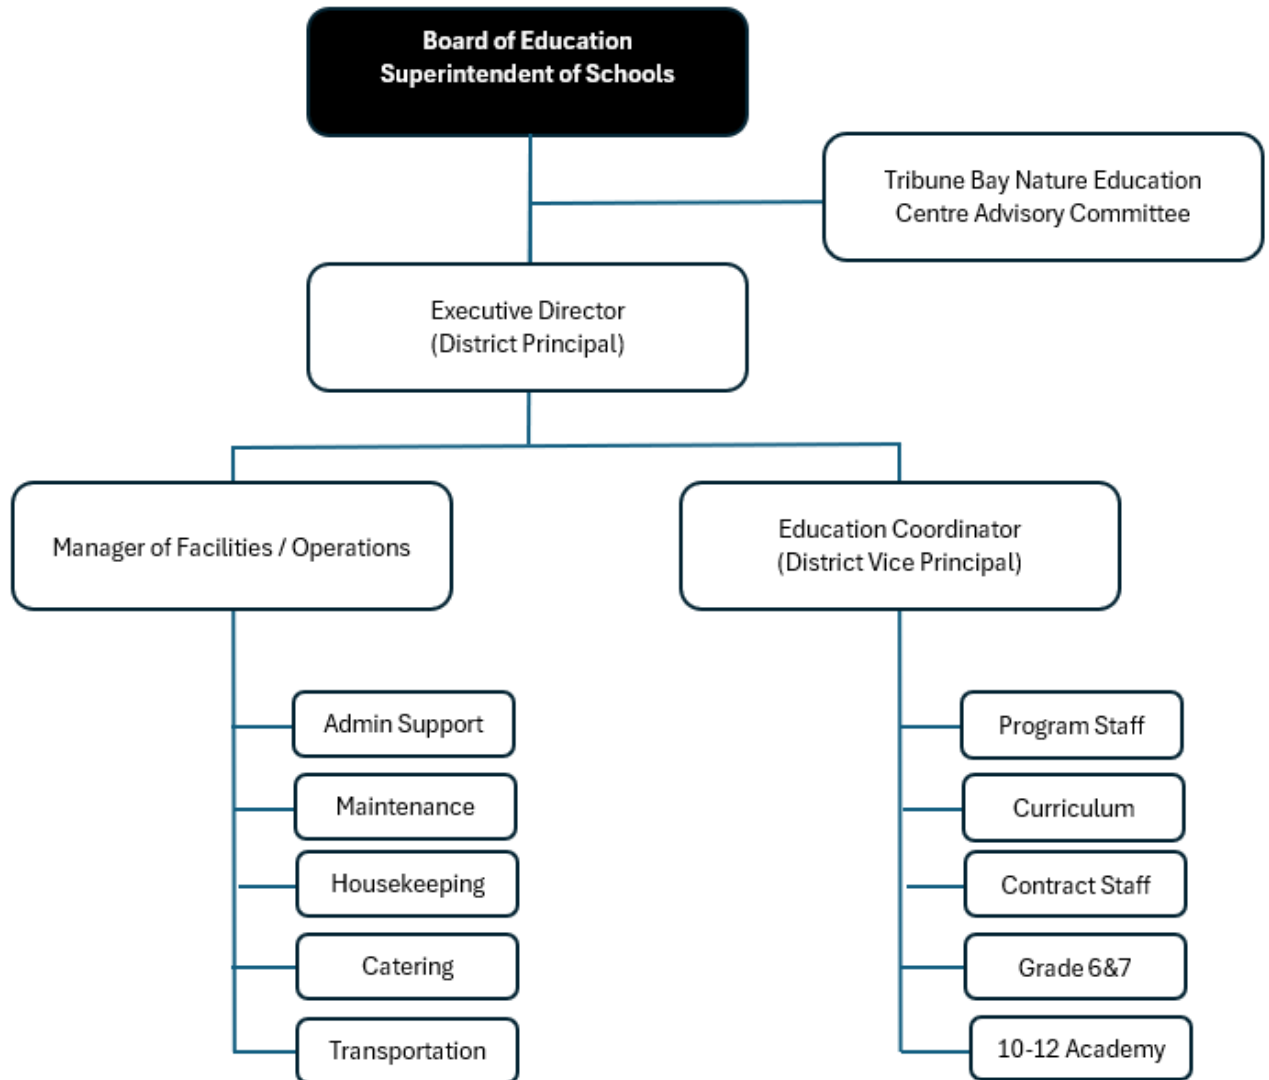 Board of Education
Superintendent of Schools
Tribune Bay Nature Education
Centre Advisory Committee
Executive Director
(District Principal)
Manager of Facilities / Operations
Education Coordinator
(District Vice Principal)
Admin Support
Maintenance
Housekeeping
Catering
Transportation
Program Staff
Curriculum
Contract Staff
Grade 6&7
10-12 Academy